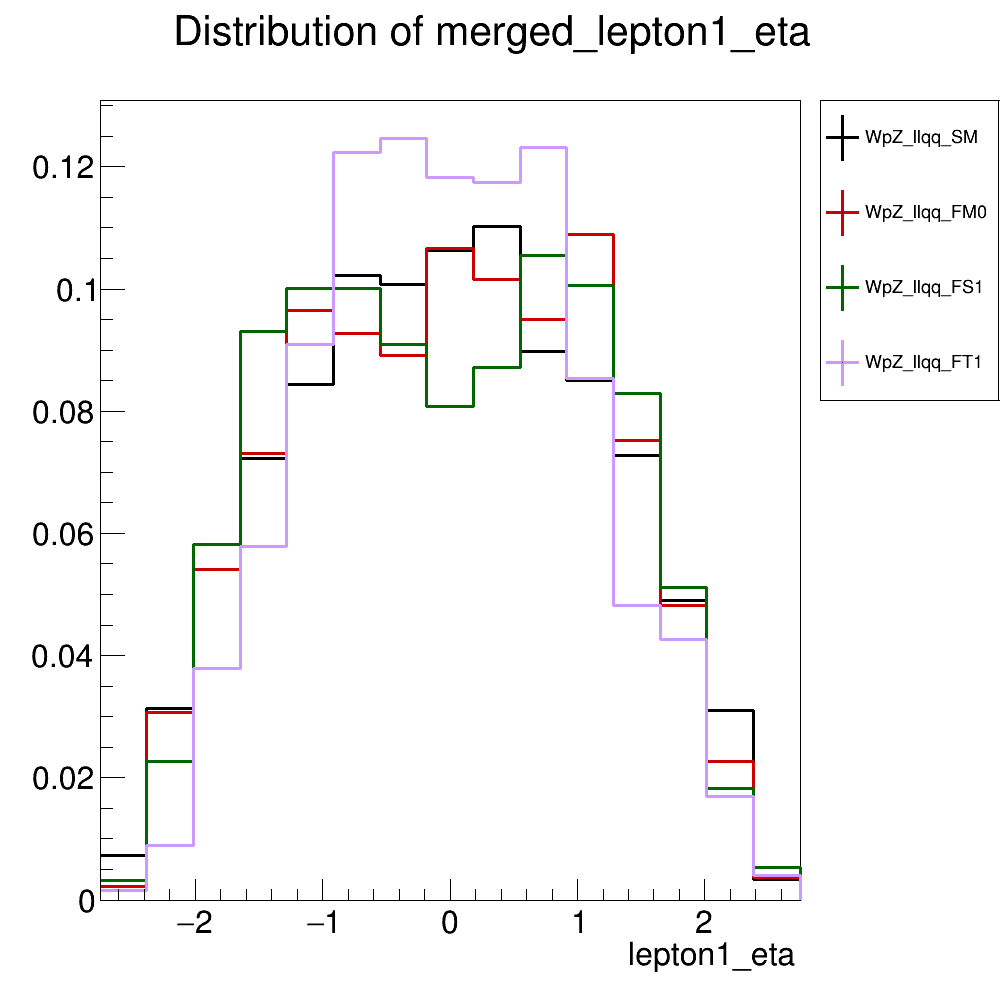 Distribution of merged_lepton1_eta
WpZ_llqq_SM
WpZ_llqq_FM0
WpZ_llqq_FS1
WpZ_llqq_FT1
0.12
0.1
0.08
0.06
0.04
0.02
0
−2
−1
0
1
2
lepton1_eta